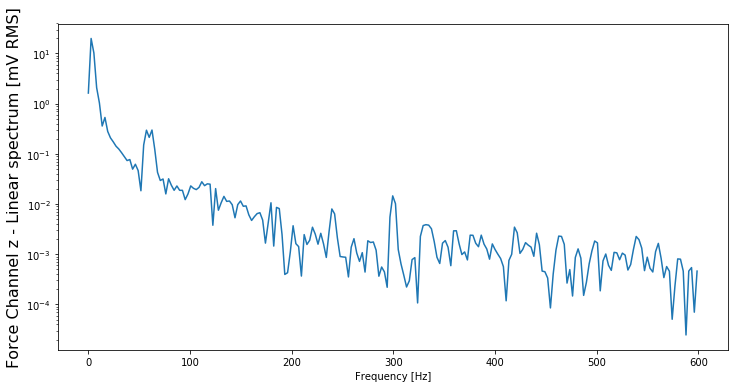 Force Channel z - Linear spectrum [mV RMS]
10¹
10⁰
10⁻¹
10⁻²
10⁻³
10⁻⁴
0 100 200 300 400 500 600
Frequency [Hz]